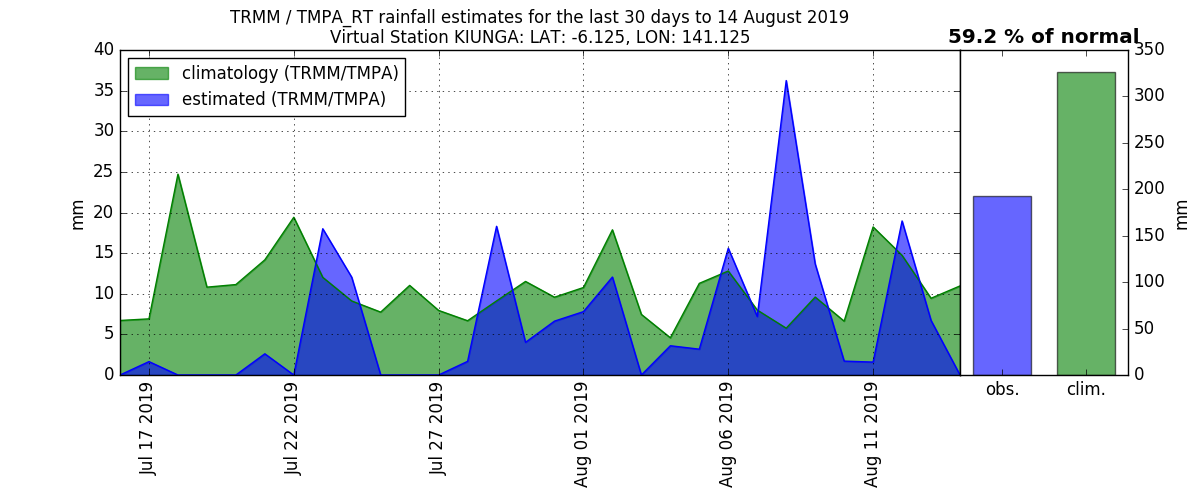 TRMM / TMPA_RT rainfall estimates for the last 30 days to 14 August 2019
Virtual Station KIUNGA: LAT: -6.125, LON: 141.125
59.2 % of normal
climatology (TRMM/TMPA)
estimated (TRMM/TMPA)
mm
40
35
30
25
20
15
10
5
0
Jul 17 2019
Jul 22 2019
Jul 27 2019
Aug 01 2019
Aug 06 2019
Aug 11 2019
350
300
250
200
150
100
50
0
mm
obs.
clim.